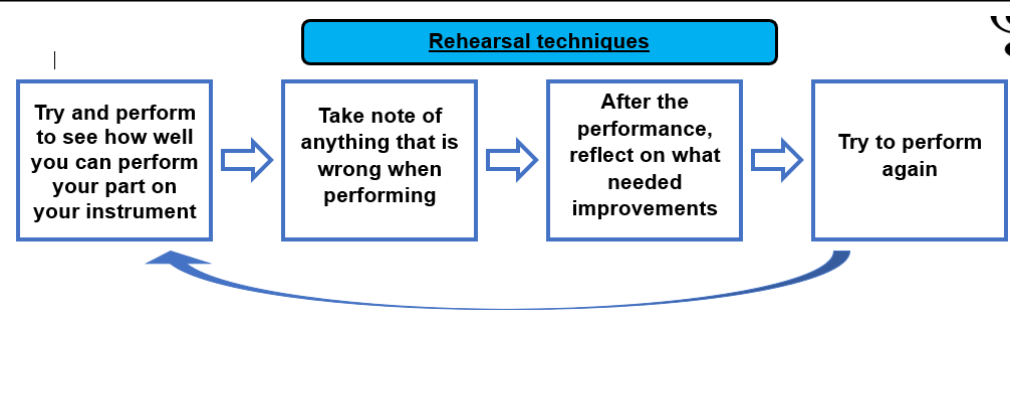 Rehearsal techniques
Try and perform
to see how well
you can perform
your part on
your instrument
Take note of
anything that is
wrong when
performing
After the
performance,
reflect on what
needed
improvements
Try to perform
again